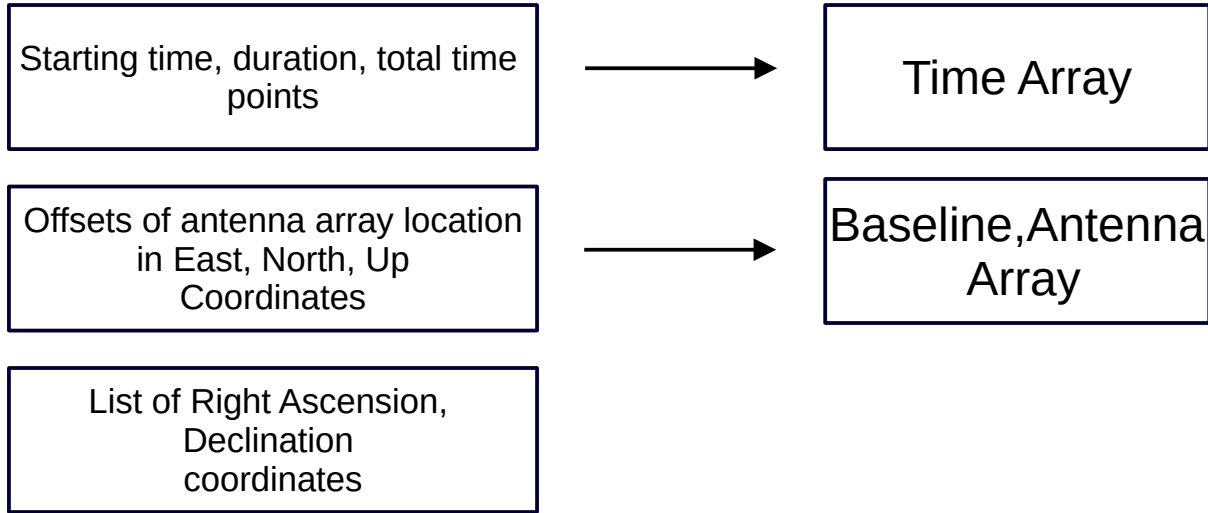 Starting time, duration, total time
points
Time Array
Offsets of antenna array location
in East, North, Up
Coordinates
Baseline,Antenna
Array
List of Right Ascension,
Declination
coordinates